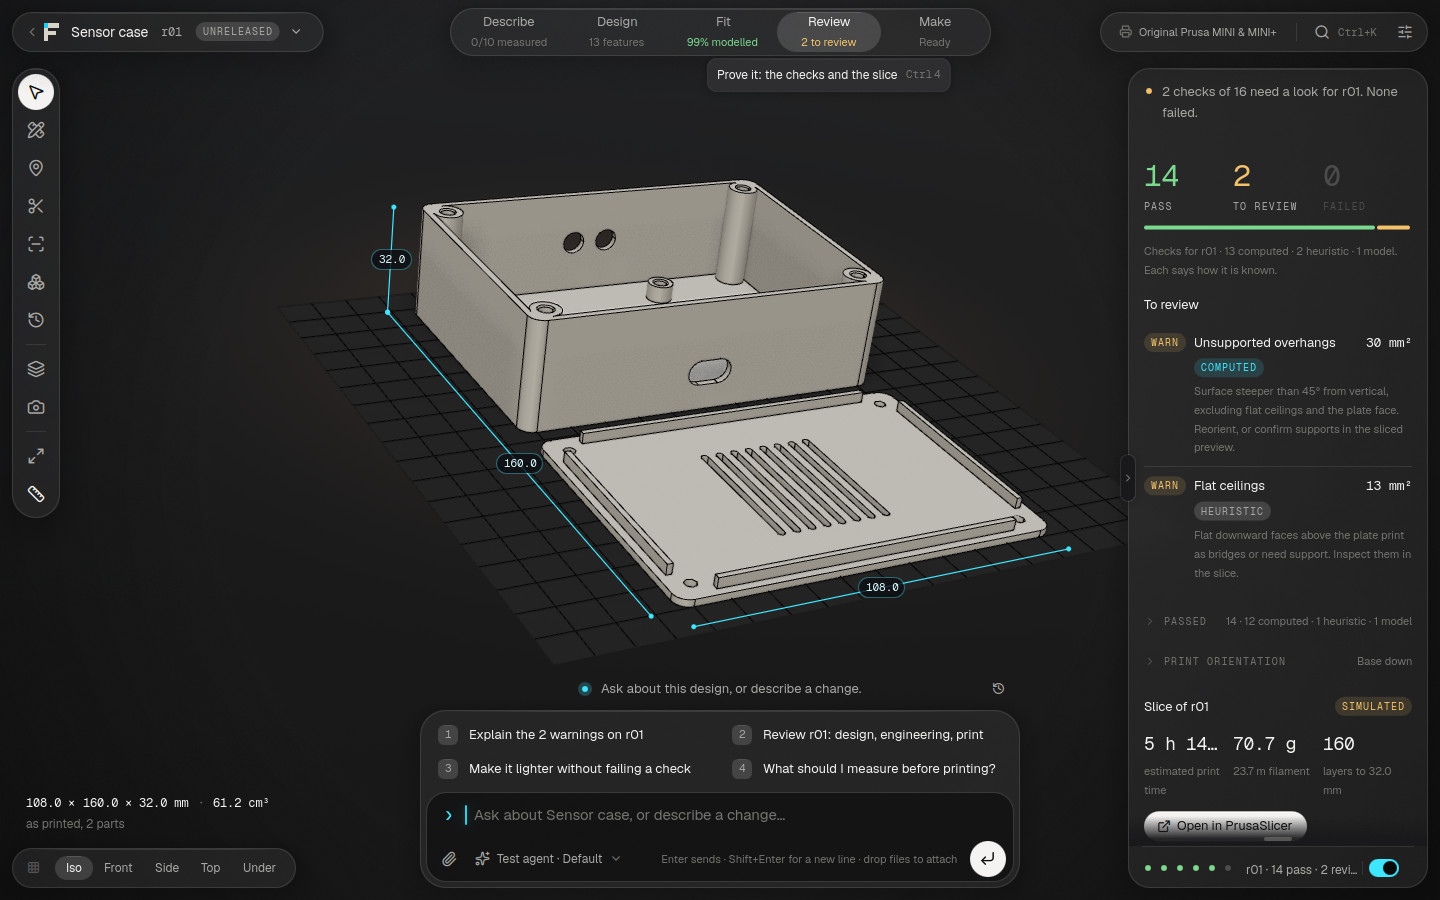 Sensor case r01 UNRELEASED
Describe
0/10 measured
Design
13 features
Fit
99% modelled
Review
2 to review
Make
Ready
Original Prusa MINI & MINI+
Ctrl+K
Prove it: the checks and the slice Ctrl 4
2 checks of 16 need a look for r01. None
failed.
14
PASS
2
TO REVIEW
0
FAILED
Checks for r01 · 13 computed · 2 heuristic · 1 model.
Each says how it is known.
To review
WARN Unsupported overhangs 30 mm²
COMPUTED
Surface steeper than 45° from vertical,
excluding flat ceilings and the plate face.
Reorient, or confirm supports in the sliced
preview.
WARN Flat ceilings 13 mm²
HEURISTIC
Flat downward faces above the plate print
as bridges or need support. Inspect them in
the slice.
PASSED 14 · 12 computed · 1 heuristic · 1 model
PRINT ORIENTATION Base down
Slice of r01 SIMULATED
5 h 14… 70.7 g 160
estimated print
time
23.7 m filament
layers to 32.0
mm
Open in PrusaSlicer
r01 · 14 pass · 2 revi…
32.0
160.0
108.0
Ask about this design, or describe a change.
1 Explain the 2 warnings on r01
2 Review r01: design, engineering, print
3 Make it lighter without failing a check
4 What should I measure before printing?
Ask about Sensor case, or describe a change…
Test agent · Default
Enter sends · Shift+Enter for a new line · drop files to attach
108.0 × 160.0 × 32.0 mm · 61.2 cm³
as printed, 2 parts
Iso Front Side Top Under